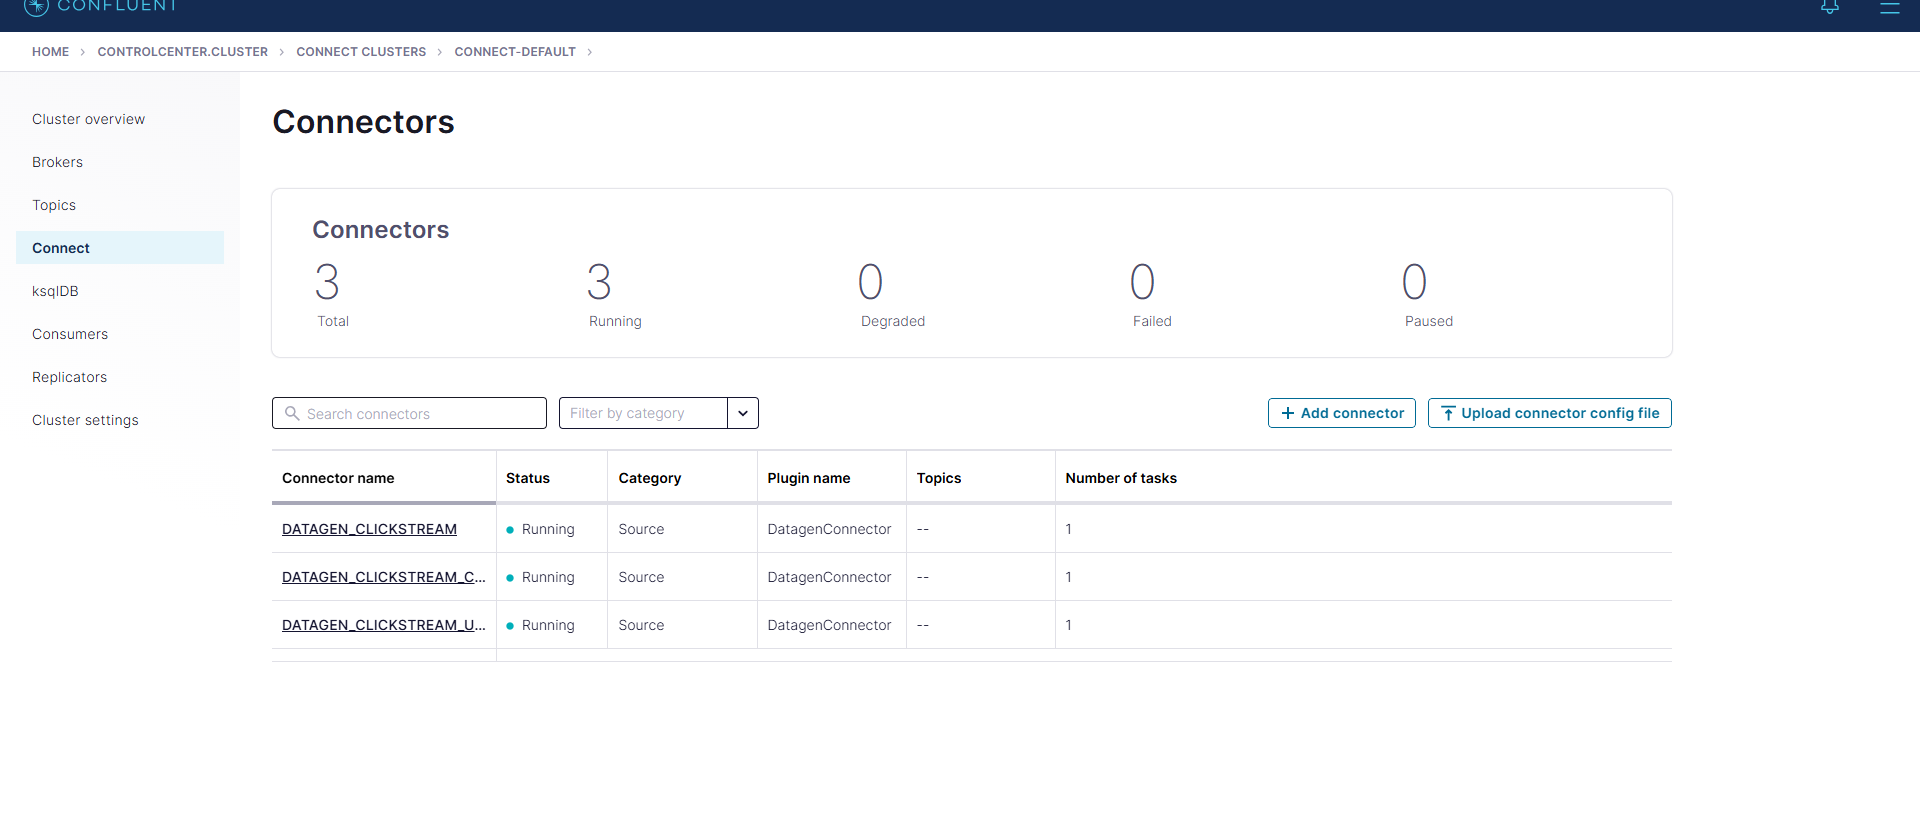 CONFLUENT
HOME > CONTROLCENTER.CLUSTER > CONNECT CLUSTERS > CONNECT-DEFAULT >
Cluster overview
Brokers
Topics
Connect
ksqlDB
Consumers
Replicators
Cluster settings
Connectors
Connectors
3 3 0 0 0
Total Running Degraded Failed Paused
Search connectors Filter by category + Add connector Upload connector config file
Connector name Status Category Plugin name Topics Number of tasks
DATAGEN_CLICKSTREAM Running Source DatagenConnector -- 1
DATAGEN_CLICKSTREAM_C... Running Source DatagenConnector -- 1
DATAGEN_CLICKSTREAM_U... Running Source DatagenConnector -- 1